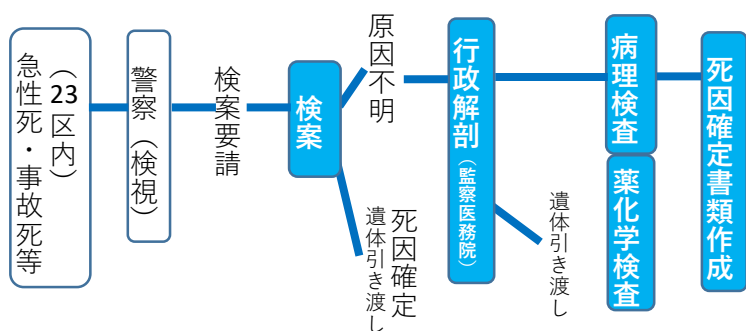 急性死・事故死等
（23区内）
警察（検視）
検案要請
検案
原因不明
死因確定
遺体引き渡し
行政解剖
（監察医務院）
遺体引き渡し
病理検査
薬化学検査
死因確定書類作成